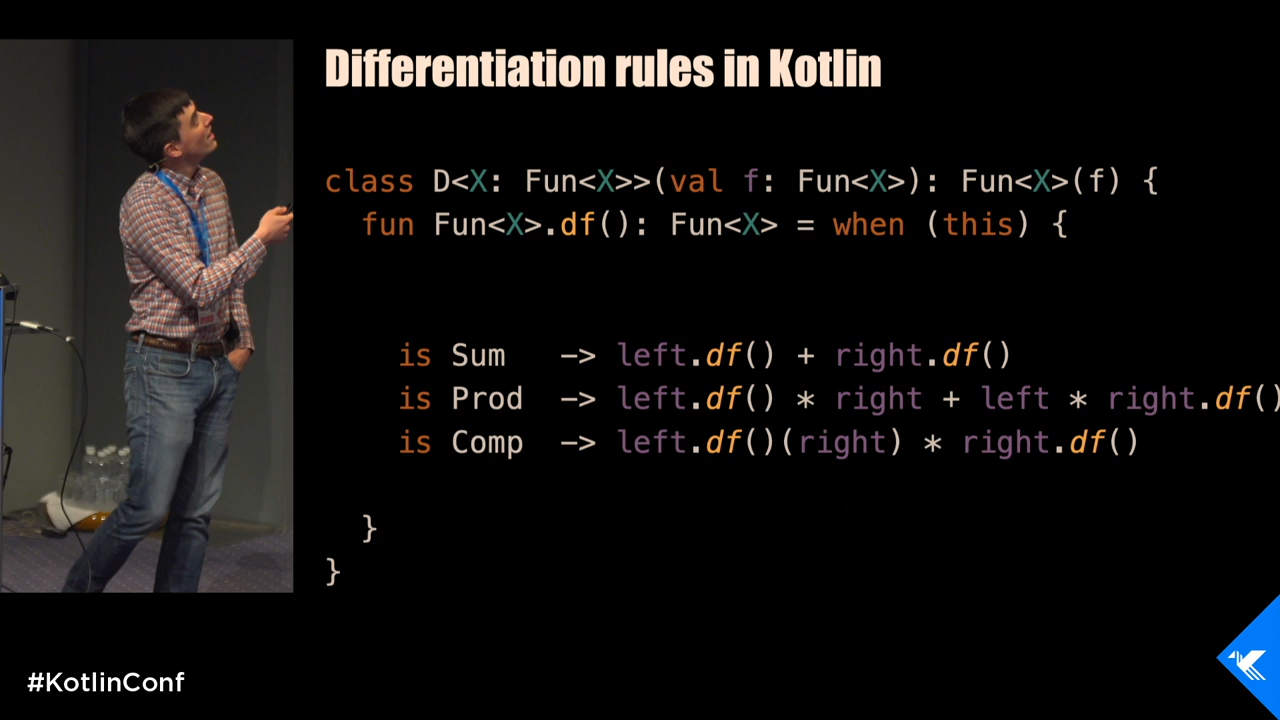 Differentiation rules in Kotlin
class D<X: Fun<X>>(val f: Fun<X>): Fun<X>(f) {
fun Fun<X>.df(): Fun<X> = when (this) {
is Sum -> left.df() + right.df()
is Prod -> left.df() * right + left * right.df()
is Comp -> left.df()(right) * right.df()
}
}
#KotlinConf